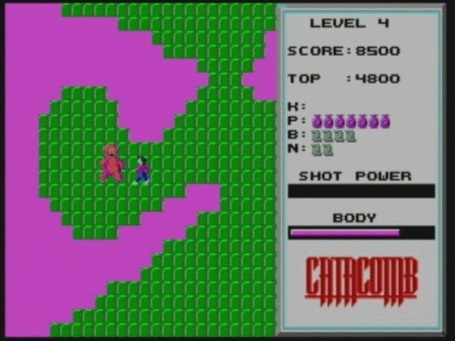 LEVEL 4
SCORE:8500
TOP :4800
K:
P:
B:
N:
SHOT POWER
BODY
CATACOMB